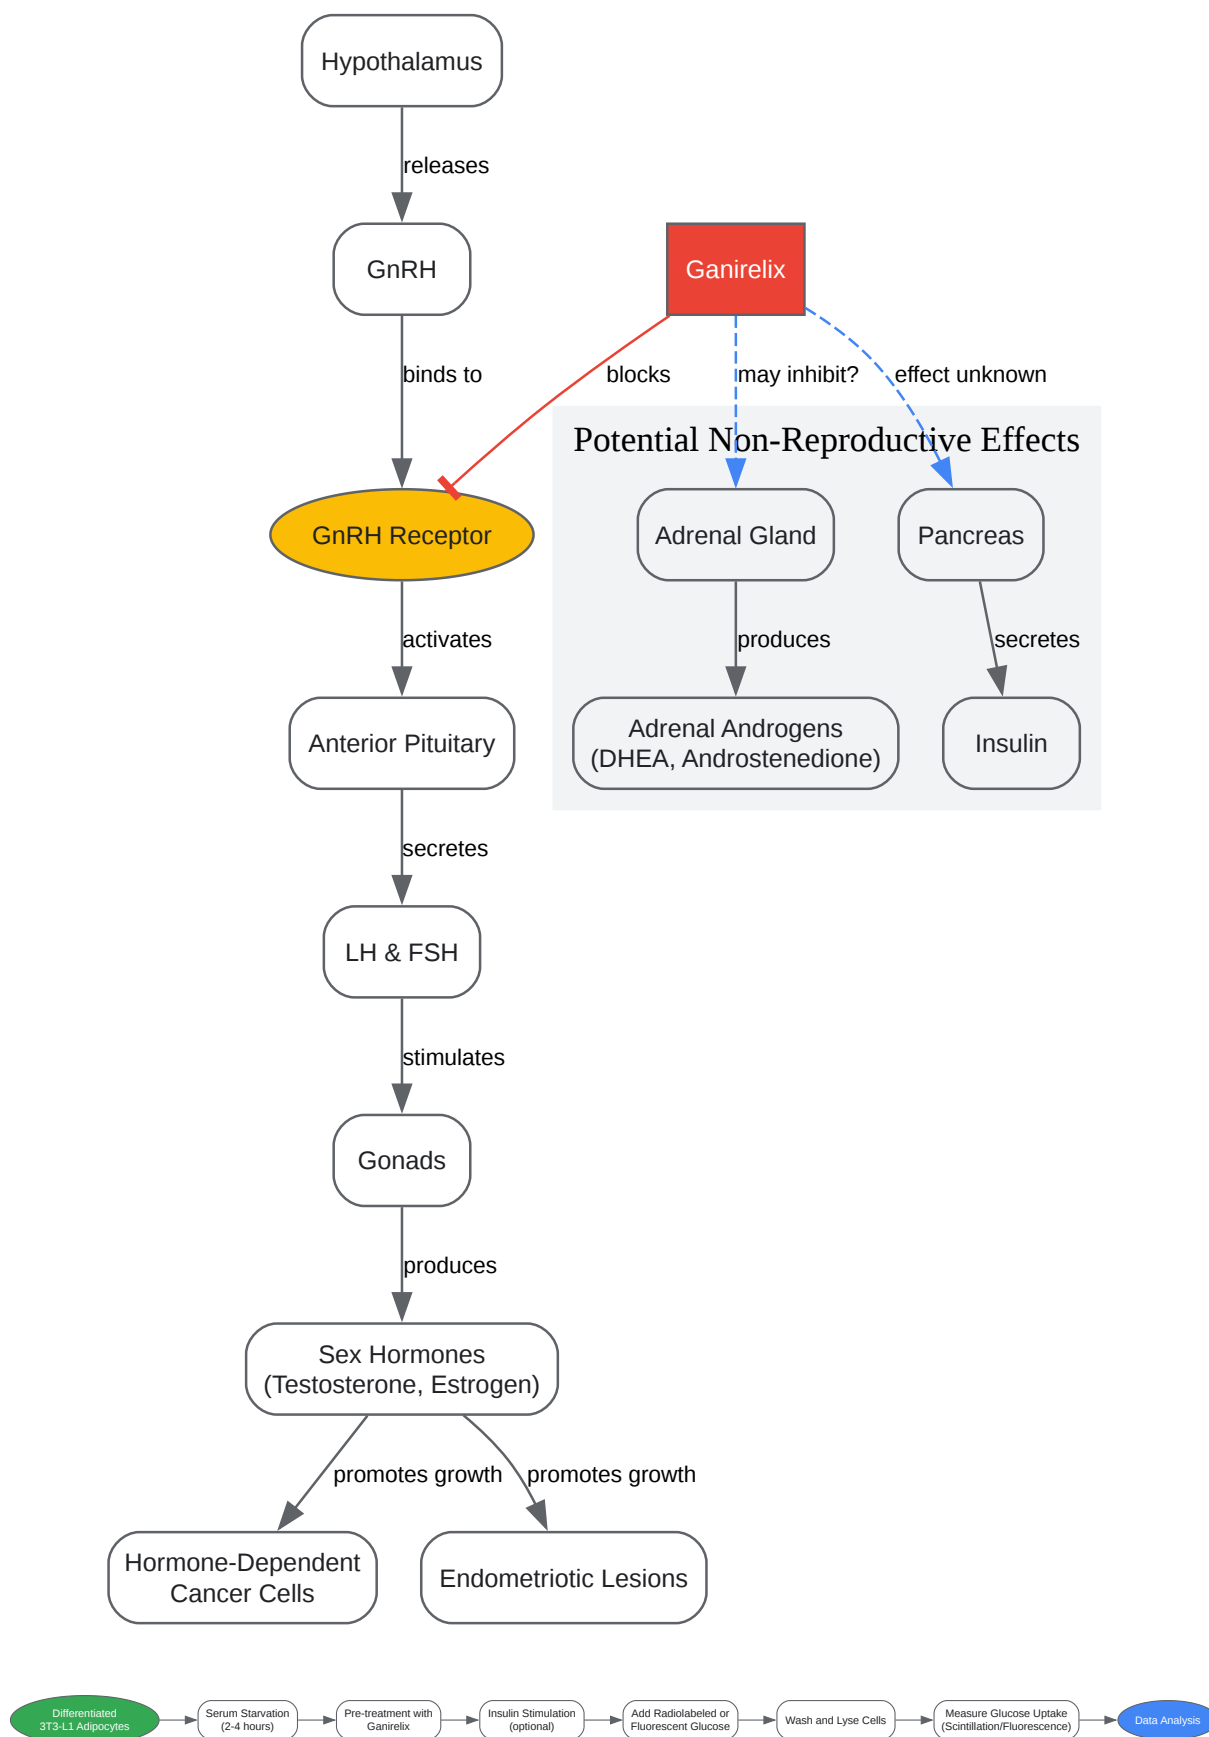 Hypothalamus
releases
GnRH
Ganirelix
binds to
blocks
may inhibit?
effect unknown
Potential Non-Reproductive Effects
GnRH Receptor
Adrenal Gland
Pancreas
activates
produces
secretes
Anterior Pituitary
Adrenal Androgens
(DHEA, Androstenedione)
Insulin
secretes
LH & FSH
stimulates
Gonads
produces
Sex Hormones
(Testosterone, Estrogen)
promotes growth
promotes growth
Hormone-Dependent
Cancer Cells
Endometriotic Lesions
Differentiated
3T3-L1 Adipocytes
Serum Starvation
(2-4 hours)
Pre-treatment with
Ganirelix
Insulin Stimulation
(optional)
Add Radiolabeled or
Fluorescent Glucose
Wash and Lyse Cells
Measure Glucose Uptake
(Scintillation/Fluorescence)
Data Analysis